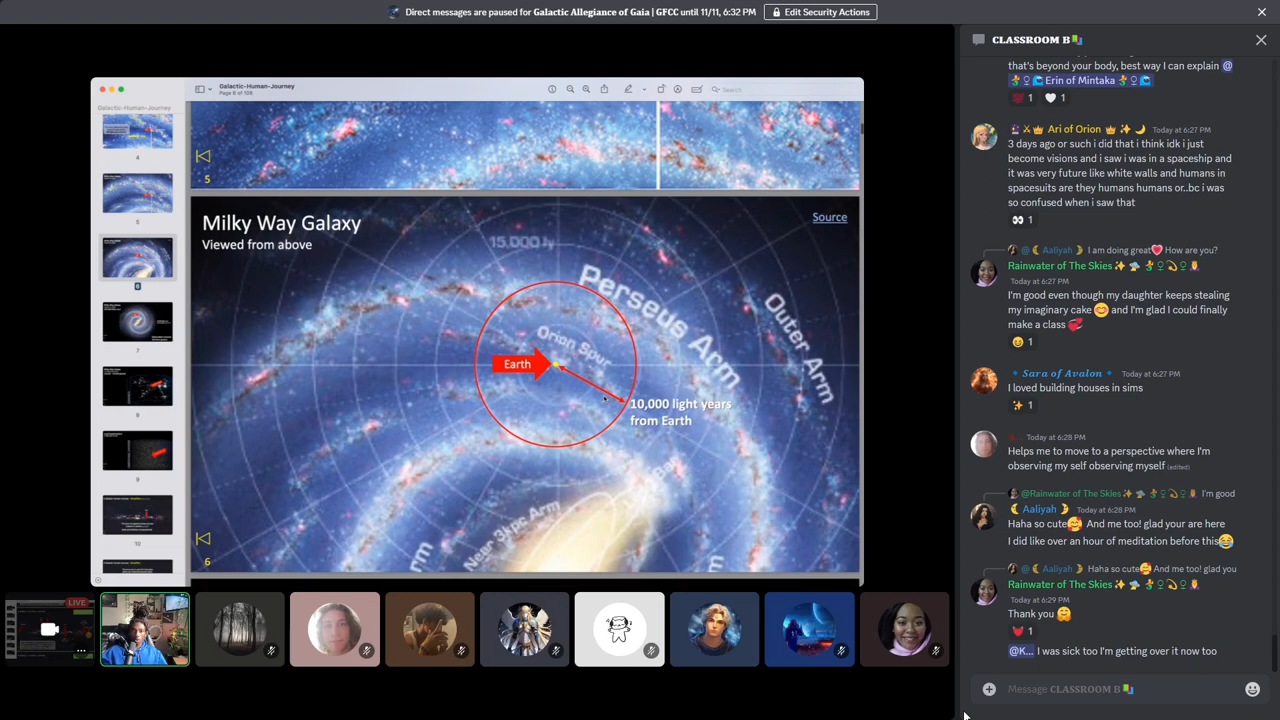 Direct messages are paused for Galactic Allegiance of Gaia | GFCC until 11/11, 6:32 PM
Edit Security Actions
Galactic-Human-Journey
Page 6 of 108
Search
Galactic-Human-Journey
4
5
6
7
8
9
10
5
Milky Way Galaxy
Viewed from above
Source
15,000 ly
Perseus Arm
Outer Arm
Orion Spur
Earth
10,000 light years
from Earth
Near 3kpc Arm
6
LIVE
CLASSROOM B
that's beyond your body, best way I can explain @
Erin of Mintaka
1
1
Ari of Orion Today at 6:27 PM
3 days ago or such i did that i think idk i just
become visions and i saw i was in a spaceship and
it was very future like white walls and humans in
spacesuits are they humans humans or..bc i was
so confused when i saw that
1
@ Aaliyah I am doing great How are you?
Rainwater of The Skies
Today at 6:27 PM
I'm good even though my daughter keeps stealing
my imaginary cake and I'm glad I could finally
make a class
1
Sara of Avalon Today at 6:27 PM
I loved building houses in sims
1
Today at 6:28 PM
Helps me to move to a perspective where I'm
observing my self observing myself (edited)
@Rainwater of The Skies I'm good
Aaliyah Today at 6:28 PM
Haha so cute And me too! glad your are here
I did like over an hour of meditation before this
@ Aaliyah Haha so cute And me too! glad you
Rainwater of The Skies
Today at 6:29 PM
Thank you
1
@K... I was sick too I'm getting over it now too
Message CLASSROOM B